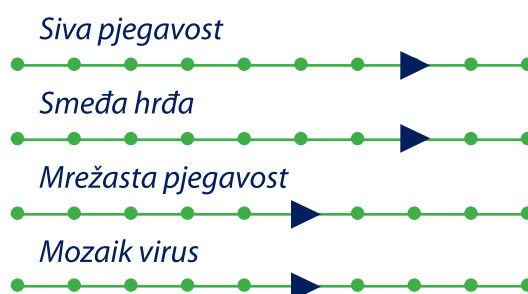 Siva pjegavost
Smeđa hrđa
Mrežasta pjegavost
Mozaik virus